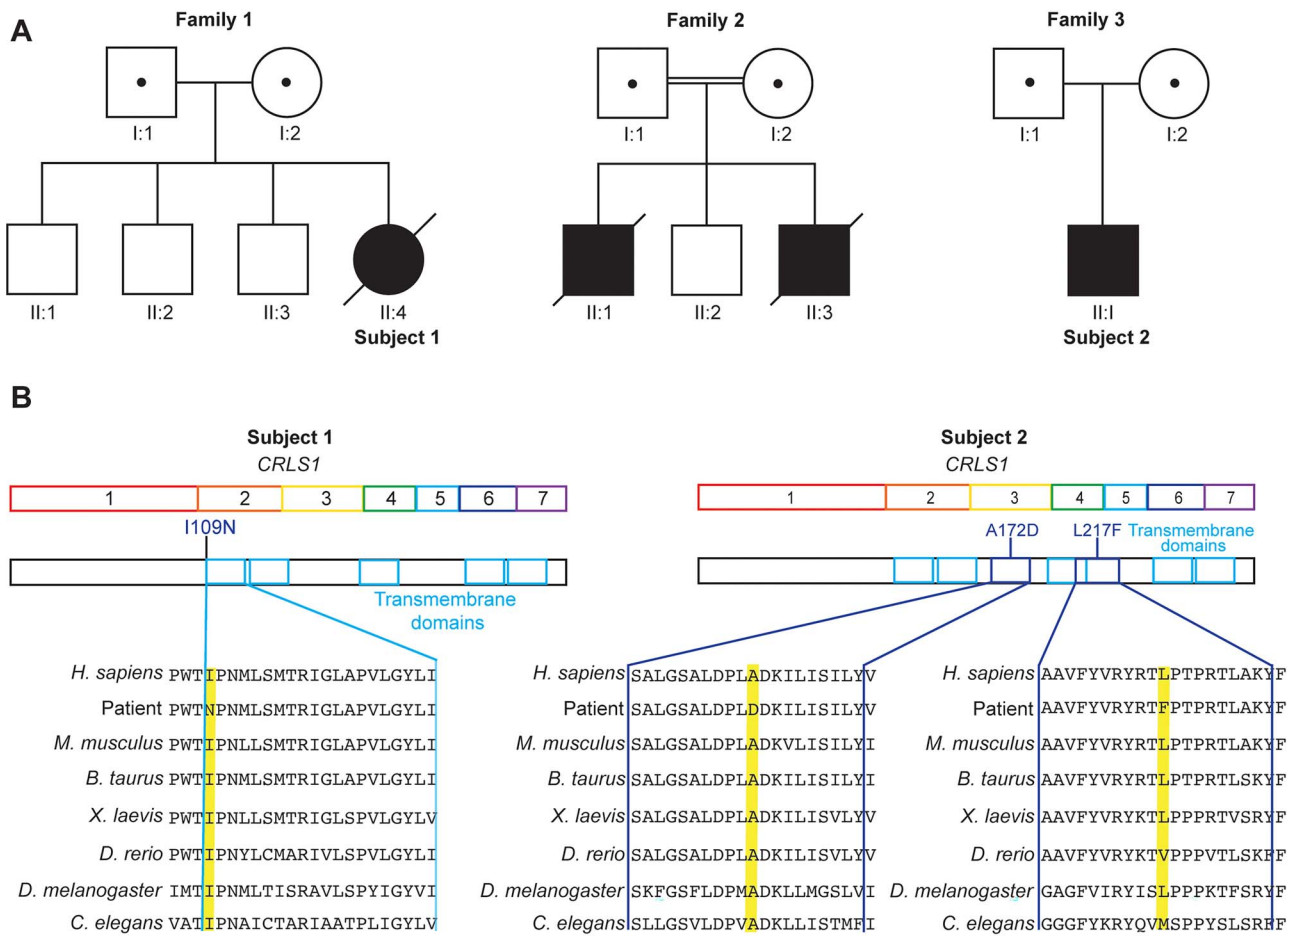 A
Family 1
Family 2
Family 3
I:1
I:2
I:1
I:2
I:1
I:2
II:1
II:2
II:3
II:4
II:1
II:2
II:3
II:I
Subject 1
Subject 2
B
Subject 1
CRLS1
1 2 3 4 5 6 7
I109N
Transmembrane
domains
H. sapiens PWTIPNMLSMTRIGLAPVLGYLI
Patient PWTNPNMLSMTRIGLAPVLGYLI
M. musculus PWTIPNLLSMTRIGLAPVLGYLI
B. taurus PWTIPNMLSMTRIGLAPVLGYLI
X. laevis PWTIPNLLSMTRIGLSPVLGYLV
D. rerio PWTIPNYLCMARIVLSPVLGYLI
D. melanogaster IMTIPNMLTISRAVLSPYIGYVI
C. elegans VATIPNAICTARIAATPLIGYLV
Subject 2
CRLS1
1 2 3 4 5 6 7
A172D
L217F
Transmembrane
domains
H. sapiens SALGSALDPLADKILISILYV
Patient SALGSALDPLDDKILISILYV
M. musculus SALGSALDPLADKVLISILYI
B. taurus SALGSALDPLADKILISILYI
X. laevis SALGSALDPLADKILISVLYV
D. rerio SALGSALDPLADKILISVLYV
D. melanogaster SKFGSFLDPMADKLLMGSLVI
C. elegans SLLGSVLDPVADKLLISTMFI
H. sapiens AAVFYVRYRTLPTPRTLAKYF
Patient AAVFYVRYRTFPTPRTLAKYF
M. musculus AAVFYVRYRTLPTPRTLAKYF
B. taurus AAVFYVRYRTLPTPRTLSKYF
X. laevis AAVFYVRYKTLPPPRTVSRYF
D. rerio AAVFYVRYKTVPPPVTLSKFF
D. melanogaster GAGFVIRYISLPPPKTFSRYF
C. elegans GGGFYKRYQVMSPPYSLSRFF